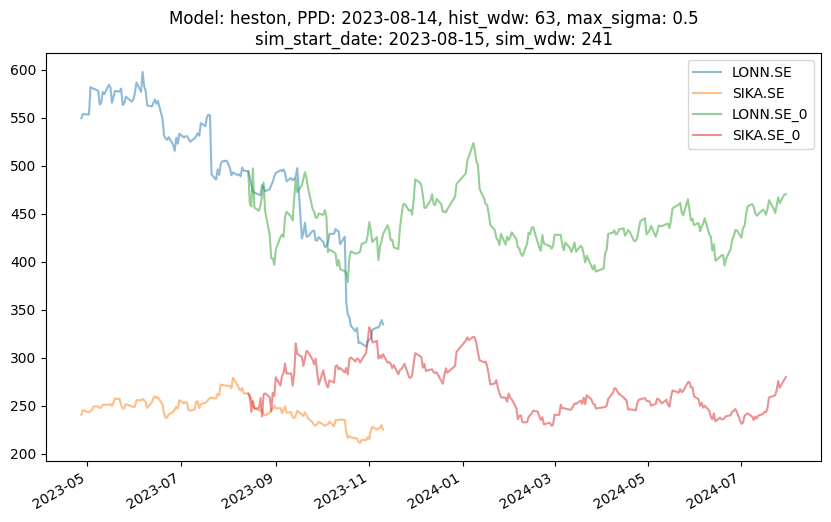 Model: heston, PPD: 2023-08-14, hist_wdw: 63, max_sigma: 0.5
sim_start_date: 2023-08-15, sim_wdw: 241
LONN.SE
SIKA.SE
LONN.SE_0
SIKA.SE_0
600
550
500
450
400
350
300
250
200
2023-05
2023-07
2023-09
2023-11
2024-01
2024-03
2024-05
2024-07